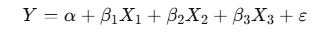 Y = α + β₁X₁ + β₂X₂ + β₃X₃ + ε